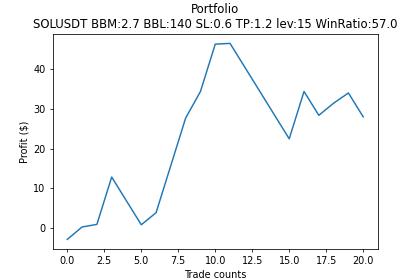 Portfolio
SOLUSDT BBM:2.7 BBL:140 SL:0.6 TP:1.2 lev:15 WinRatio:57.0
Profit ($)
40
30
20
10
0
0.0 2.5 5.0 7.5 10.0 12.5 15.0 17.5 20.0
Trade counts